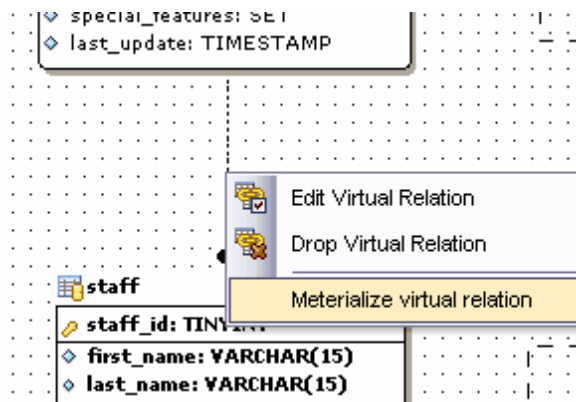 special_features: SET
last_update: TIMESTAMP
Edit Virtual Relation
Drop Virtual Relation
Meterialize virtual relation
staff
staff_id:
first_name: VARCHAR(15)
last_name: VARCHAR(15)